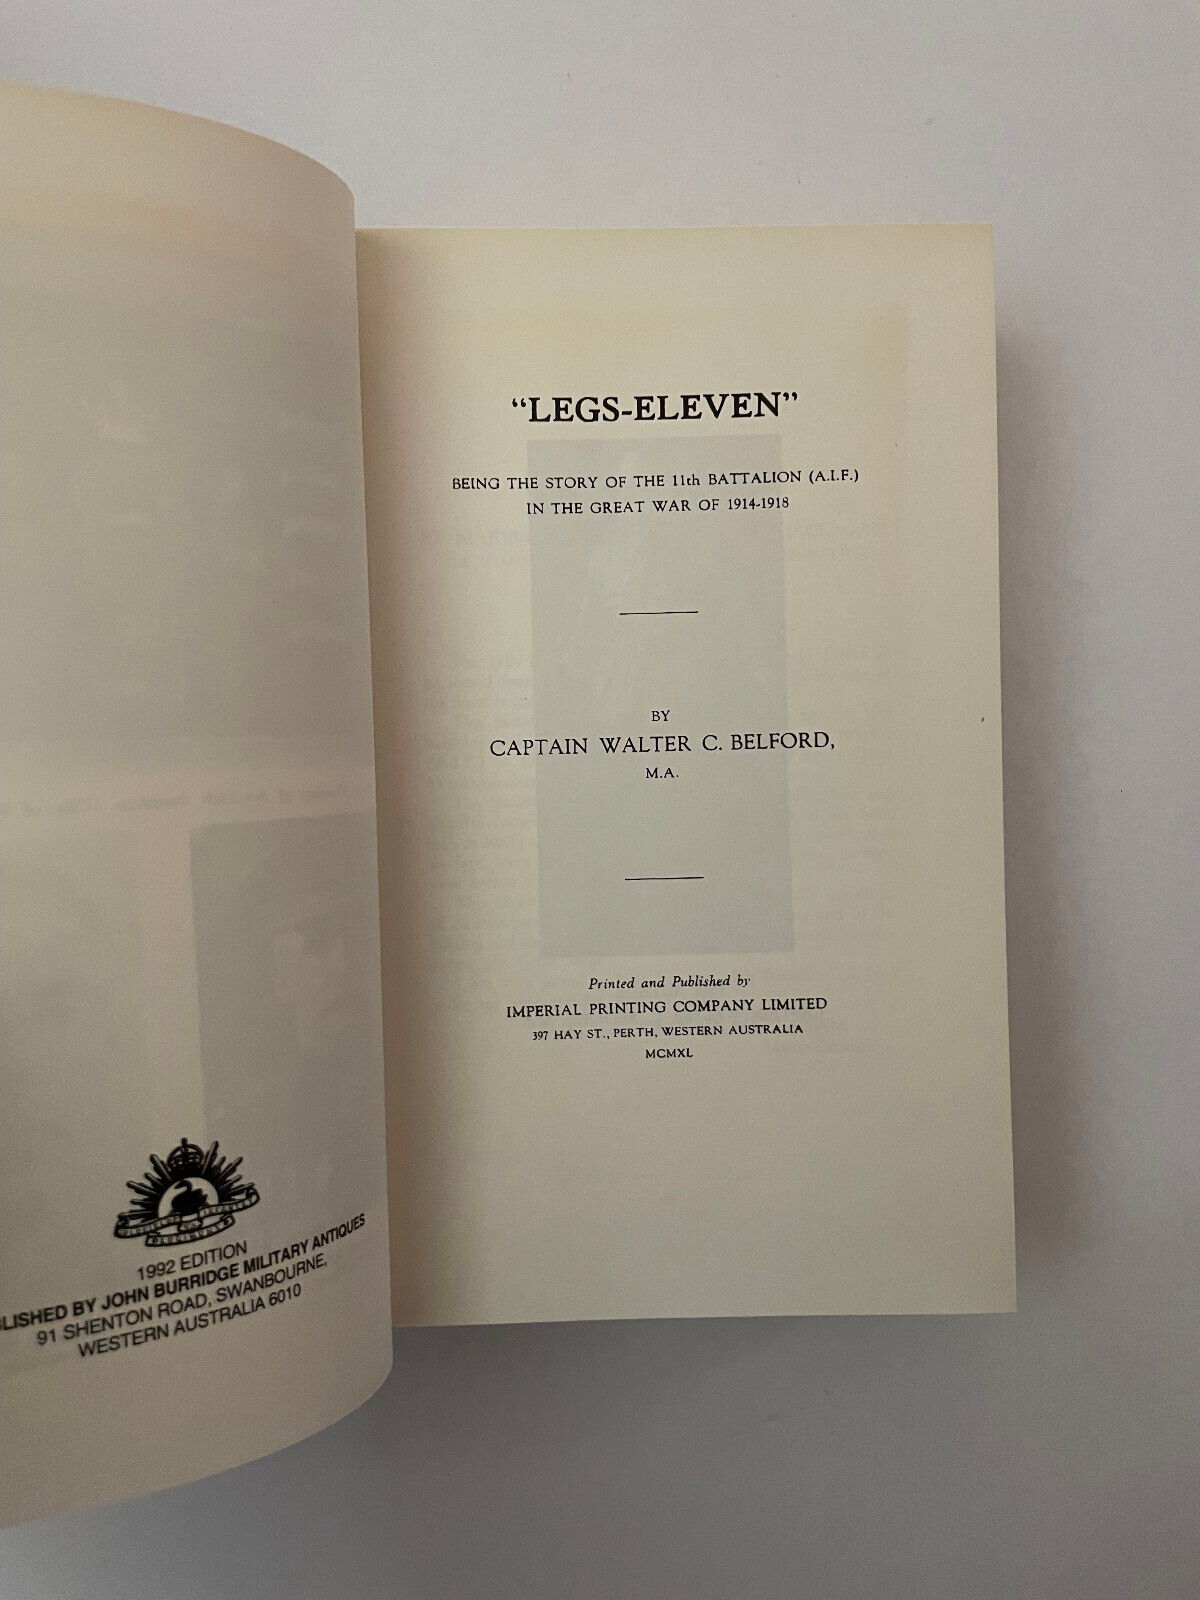 1992 EDITION
BY JOHN BURRIDGE MILITARY ANTIQUES
91 SHENTON ROAD, SWANBOURNE,
WESTERN AUSTRALIA 6010
“LEGS-ELEVEN”
BEING THE STORY OF THE 11th BATTALION (A.I.F.)
IN THE GREAT WAR OF 1914-1918
BY
CAPTAIN WALTER C. BELFORD,
M.A.
Printed and Published by
IMPERIAL PRINTING COMPANY LIMITED
397 HAY ST., PERTH, WESTERN AUSTRALIA
MCMXL